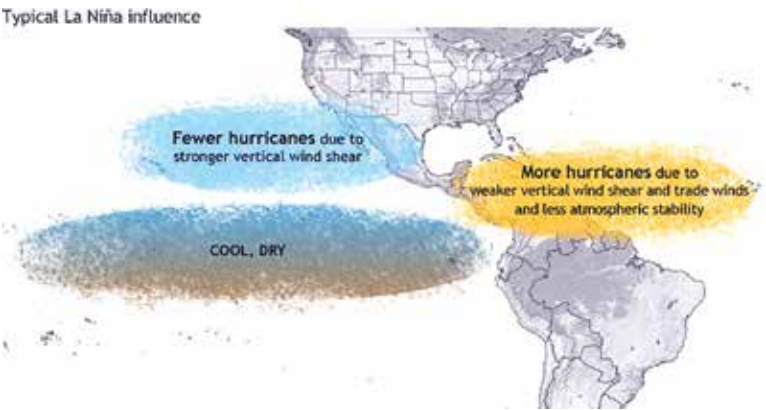 Typical La Niña influence
Fewer hurricanes due to
stronger vertical wind shear
More hurricanes due to
weaker vertical wind shear and trade winds
and less atmospheric stability
COOL, DRY